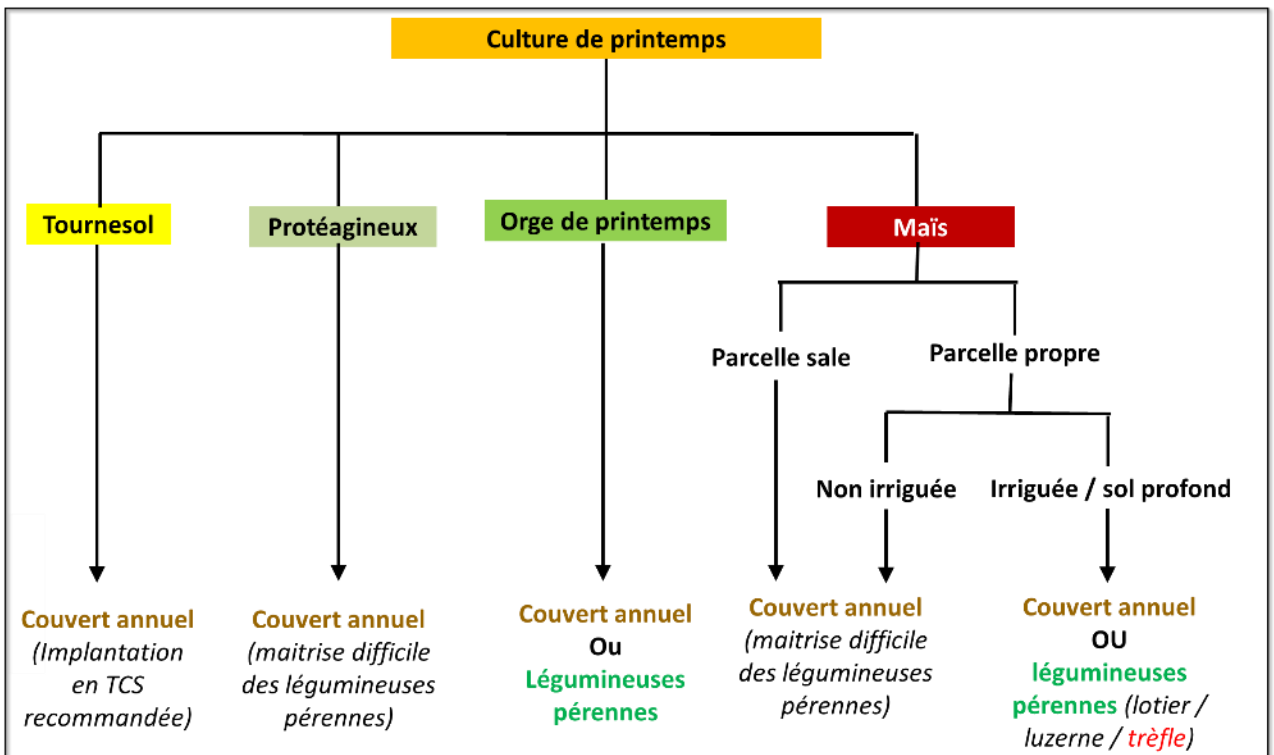 Culture de printemps
Tournesol
Protéagineux
Orge de printemps
Maïs
Parcelle sale
Parcelle propre
Non irriguée
Irriguée / sol profond
Couvert annuel
(Implantation
en TCS
recommandée)
Couvert annuel
(maitrise difficile
des légumineuses
pérennes)
Couvert annuel
Ou
Légumineuses
pérennes
Couvert annuel
(maitrise difficile
des légumineuses
pérennes)
Couvert annuel
OU
légumineuses
pérennes (lotier /
luzerne / trèfle)